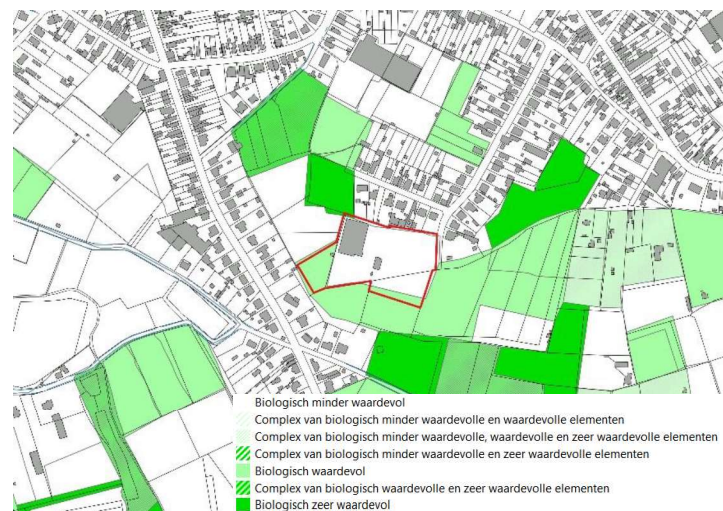 Biologisch minder waardevol
Complex van biologisch minder waardevolle en waardevolle elementen
Complex van biologisch minder waardevolle, waardevolle en zeer waardevolle elementen
Complex van biologisch minder waardevolle en zeer waardevolle elementen
Biologisch waardevol
Complex van biologisch waardevolle en zeer waardevolle elementen
Biologisch zeer waardevol